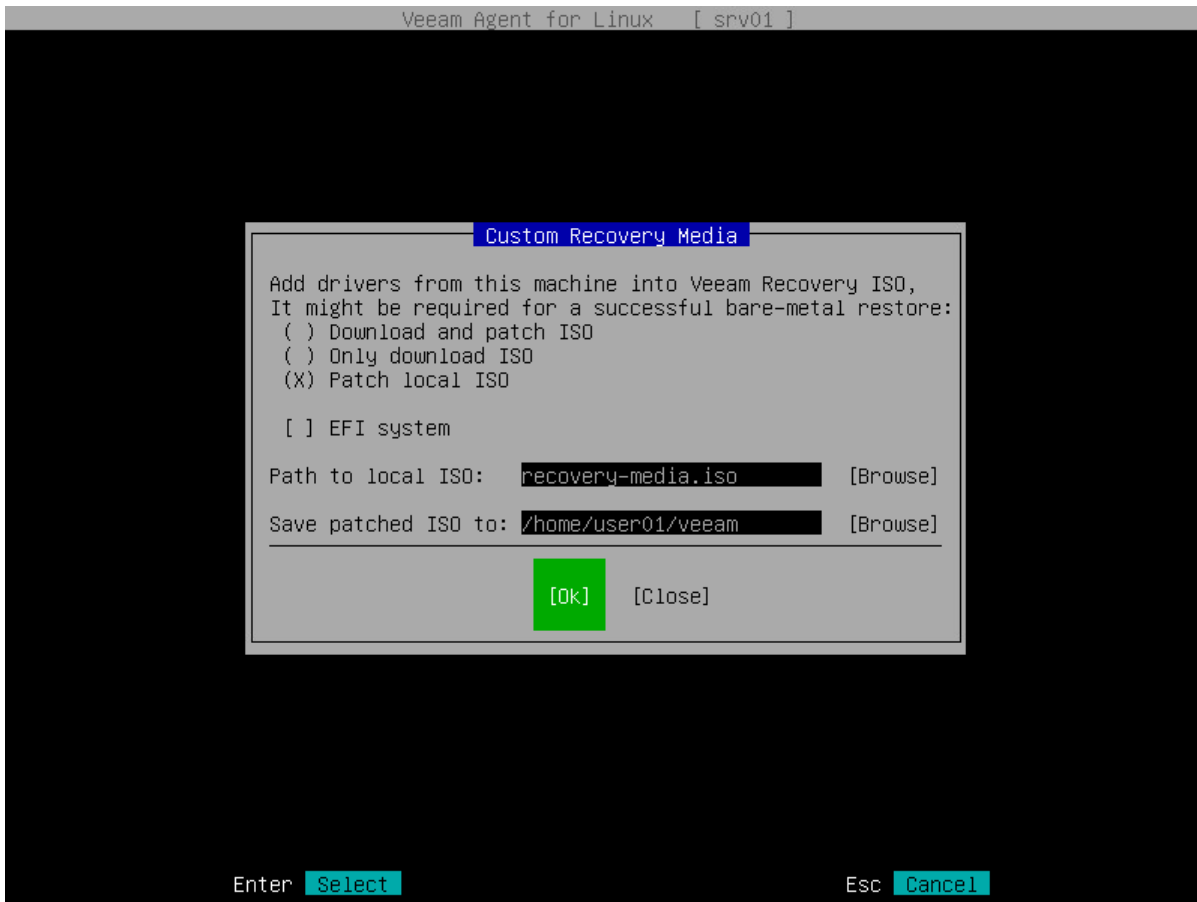 Veeam Agent for Linux [ srv01 ]
Custom Recovery Media
Add drivers from this machine into Veeam Recovery ISO,
It might be required for a successful bare-metal restore:
( ) Download and patch ISO
( ) Only download ISO
(X) Patch local ISO
[ ] EFI system
Path to local ISO: recovery-media.iso [Browse]
Save patched ISO to: /home/user01/veeam [Browse]
[Ok] [Close]
Enter Select Esc Cancel